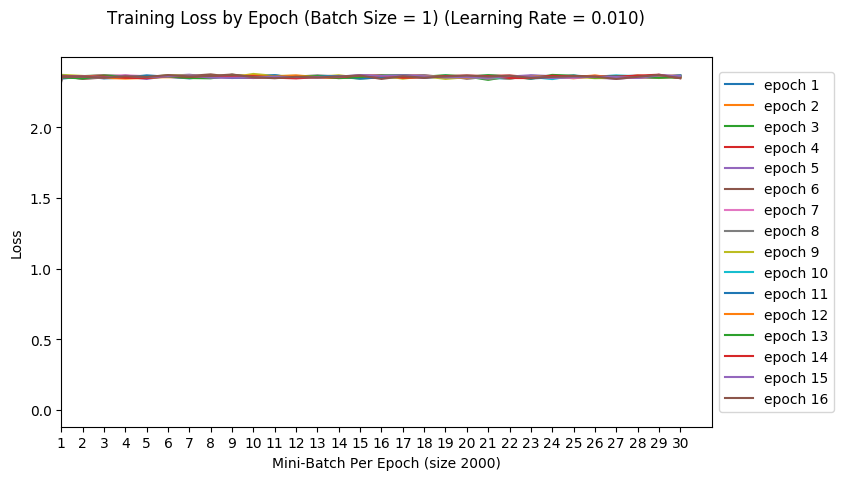 Training Loss by Epoch (Batch Size = 1) (Learning Rate = 0.010)
Loss
2.0
1.5
1.0
0.5
0.0
1 2 3 4 5 6 7 8 9 10 11 12 13 14 15 16 17 18 19 20 21 22 23 24 25 26 27 28 29 30
Mini-Batch Per Epoch (size 2000)
epoch 1
epoch 2
epoch 3
epoch 4
epoch 5
epoch 6
epoch 7
epoch 8
epoch 9
epoch 10
epoch 11
epoch 12
epoch 13
epoch 14
epoch 15
epoch 16